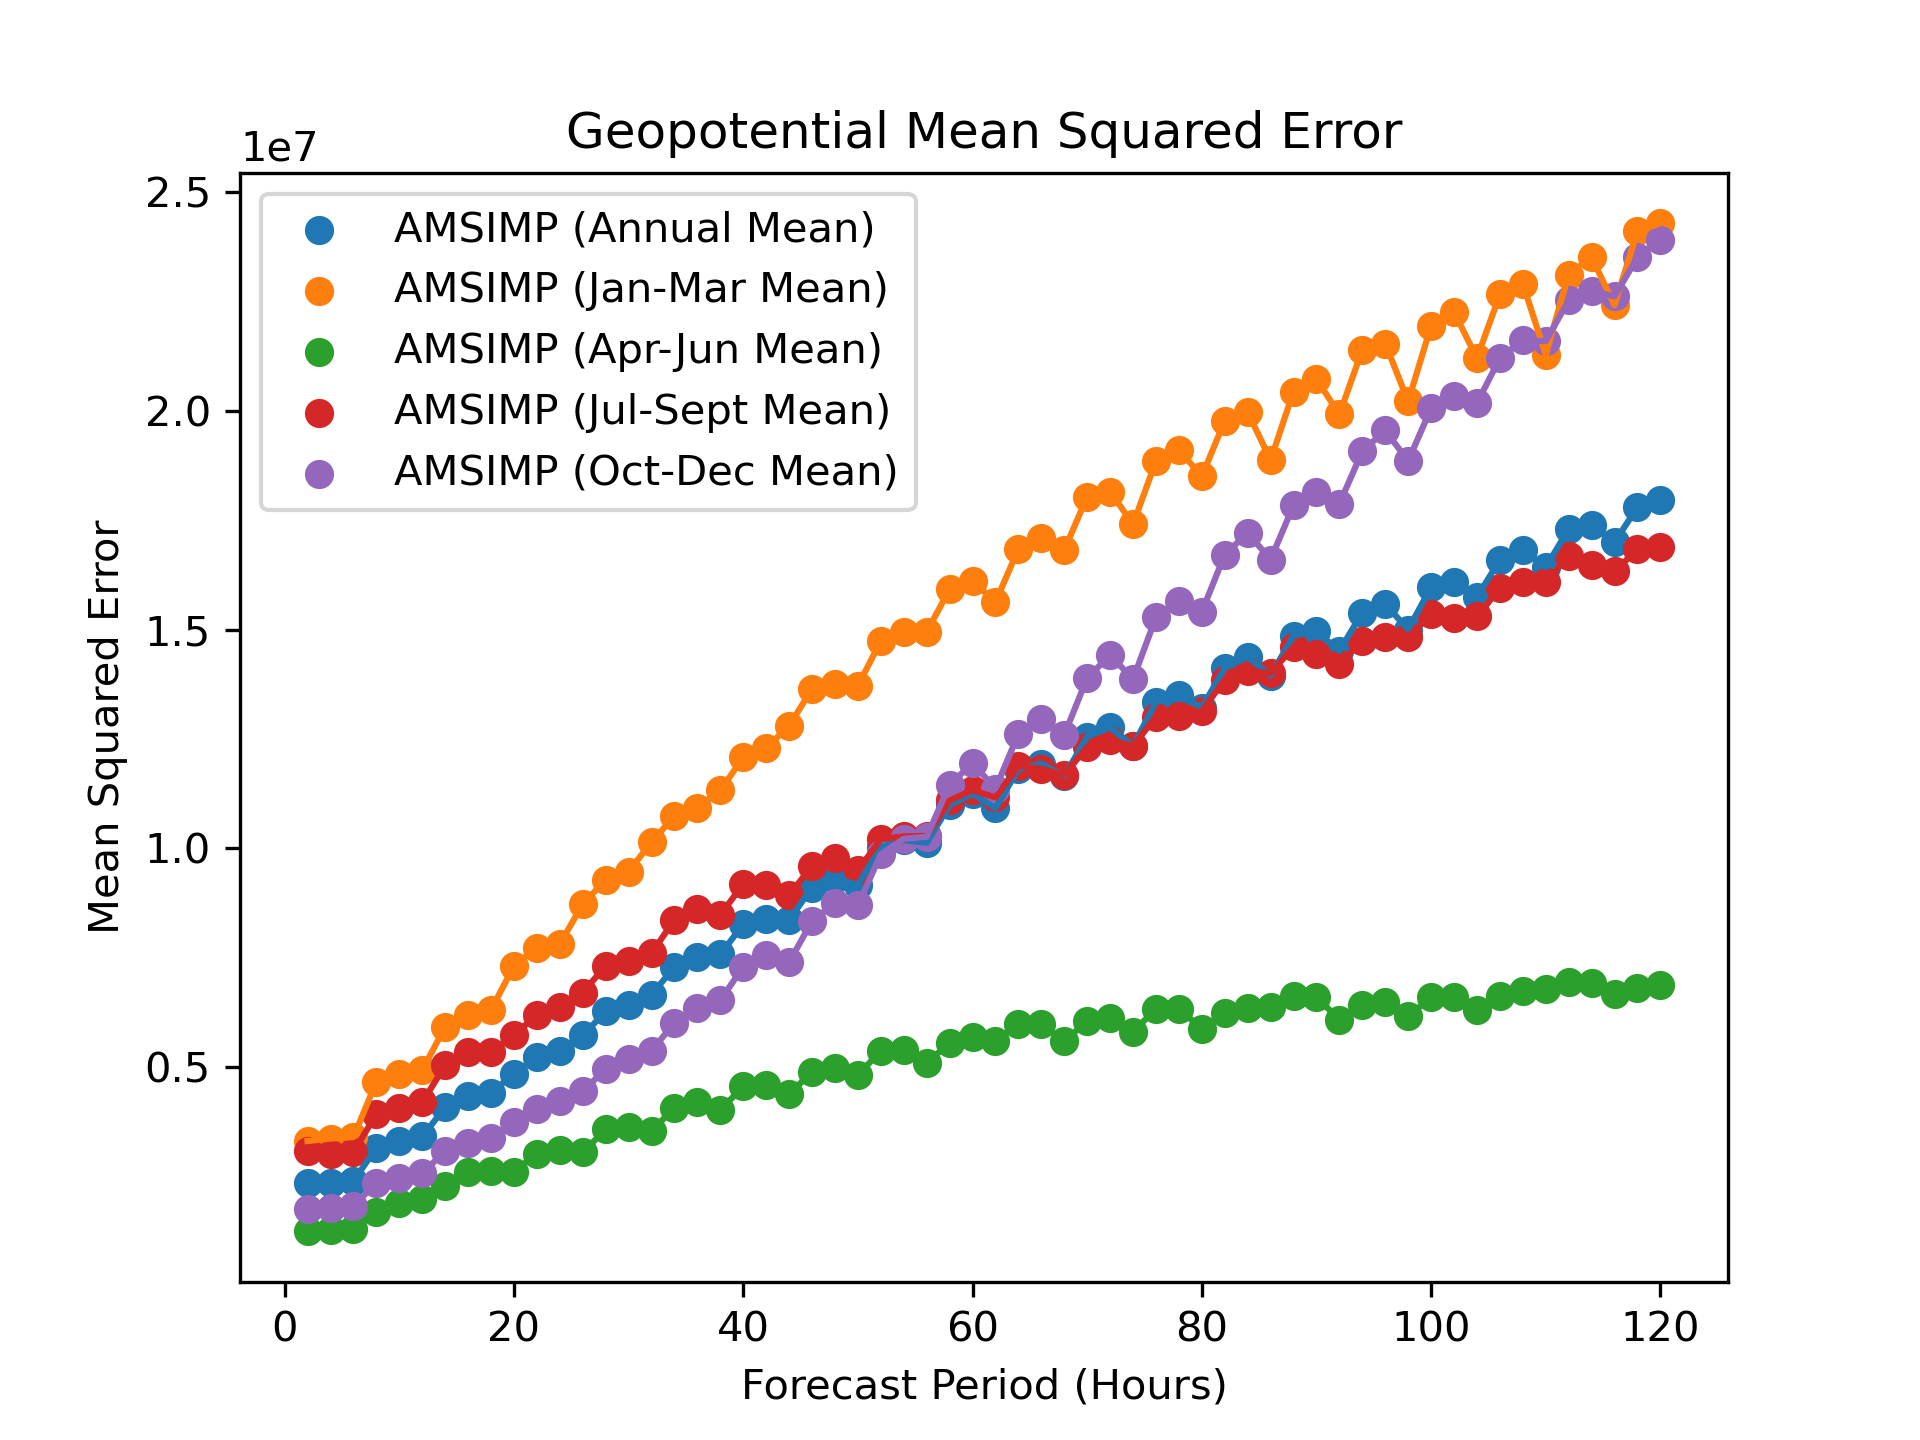 Geopotential Mean Squared Error
1e7
2.5
2.0
1.5
1.0
0.5
Mean Squared Error
AMSIMP (Annual Mean)
AMSIMP (Jan-Mar Mean)
AMSIMP (Apr-Jun Mean)
AMSIMP (Jul-Sept Mean)
AMSIMP (Oct-Dec Mean)
0 20 40 60 80 100 120
Forecast Period (Hours)